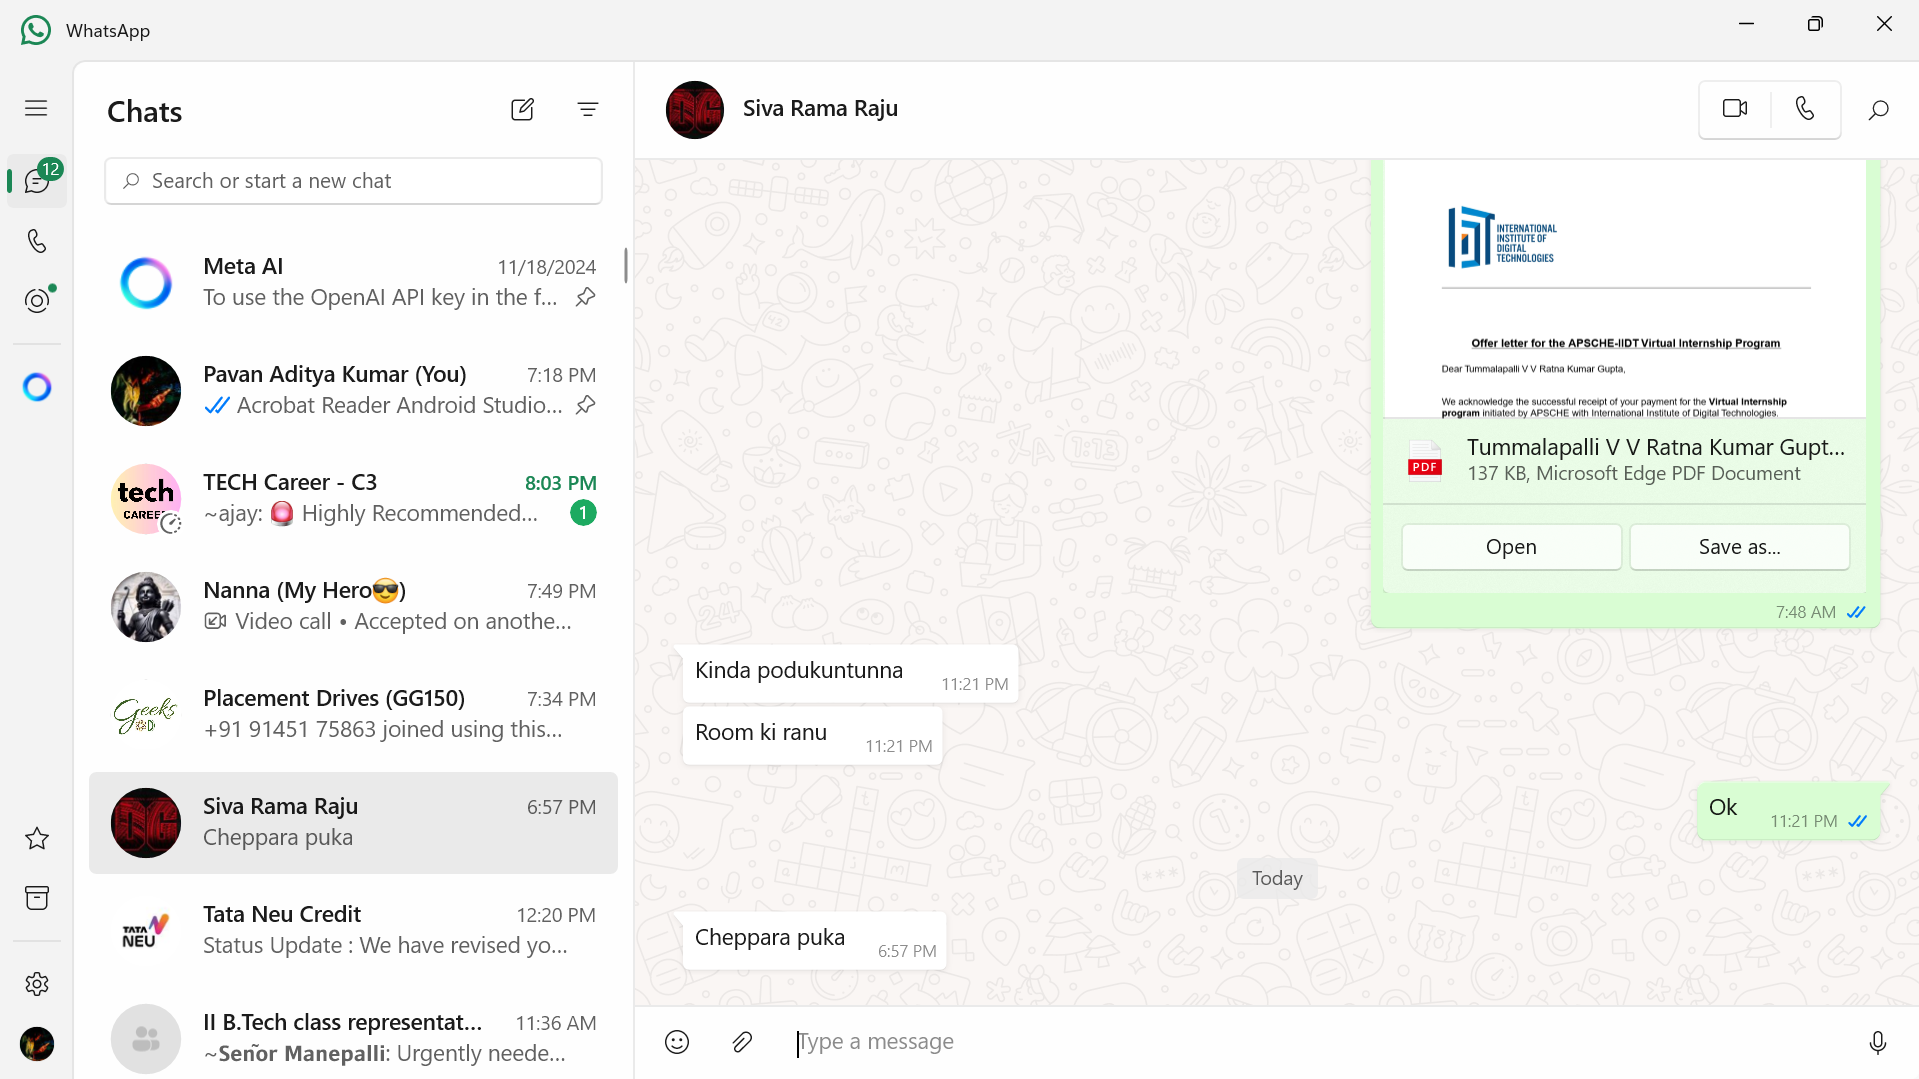 WhatsApp
12
Chats
Search or start a new chat
Meta AI
11/18/2024
To use the OpenAI API key in the f...
Pavan Aditya Kumar (You)
7:18 PM
Acrobat Reader Android Studio...
tech
CAREE
TECH Career - C3
8:03 PM
~ajay: 🚨 Highly Recommended...
1
Nanna (My Hero😎)
7:49 PM
Video call • Accepted on anothe...
Geeks
Placement Drives (GG150)
7:34 PM
+91 91451 75863 joined using this...
OG
Siva Rama Raju
6:57 PM
Cheppara puka
TATA
NEU
Tata Neu Credit
12:20 PM
Status Update : We have revised yo...
II B.Tech class representat...
11:36 AM
~Señor Manepalli: Urgently neede...
OG
Siva Rama Raju
INTERNATIONAL
INSTITUTE OF
DIGITAL
TECHNOLOGIES
Offer letter for the APSCHE-IIDT Virtual Internship Program
Dear Tummalapalli V V Ratna Kumar Gupta,
We acknowledge the successful receipt of your payment for the Virtual Internship
program initiated by APSCHE with International Institute of Digital Technologies.
PDF
Tummalapalli V V Ratna Kumar Gupt...
137 KB, Microsoft Edge PDF Document
Open
Save as...
7:48 AM
Kinda podukuntunna
11:21 PM
Room ki ranu
11:21 PM
Ok
11:21 PM
Today
Cheppara puka
6:57 PM
Type a message